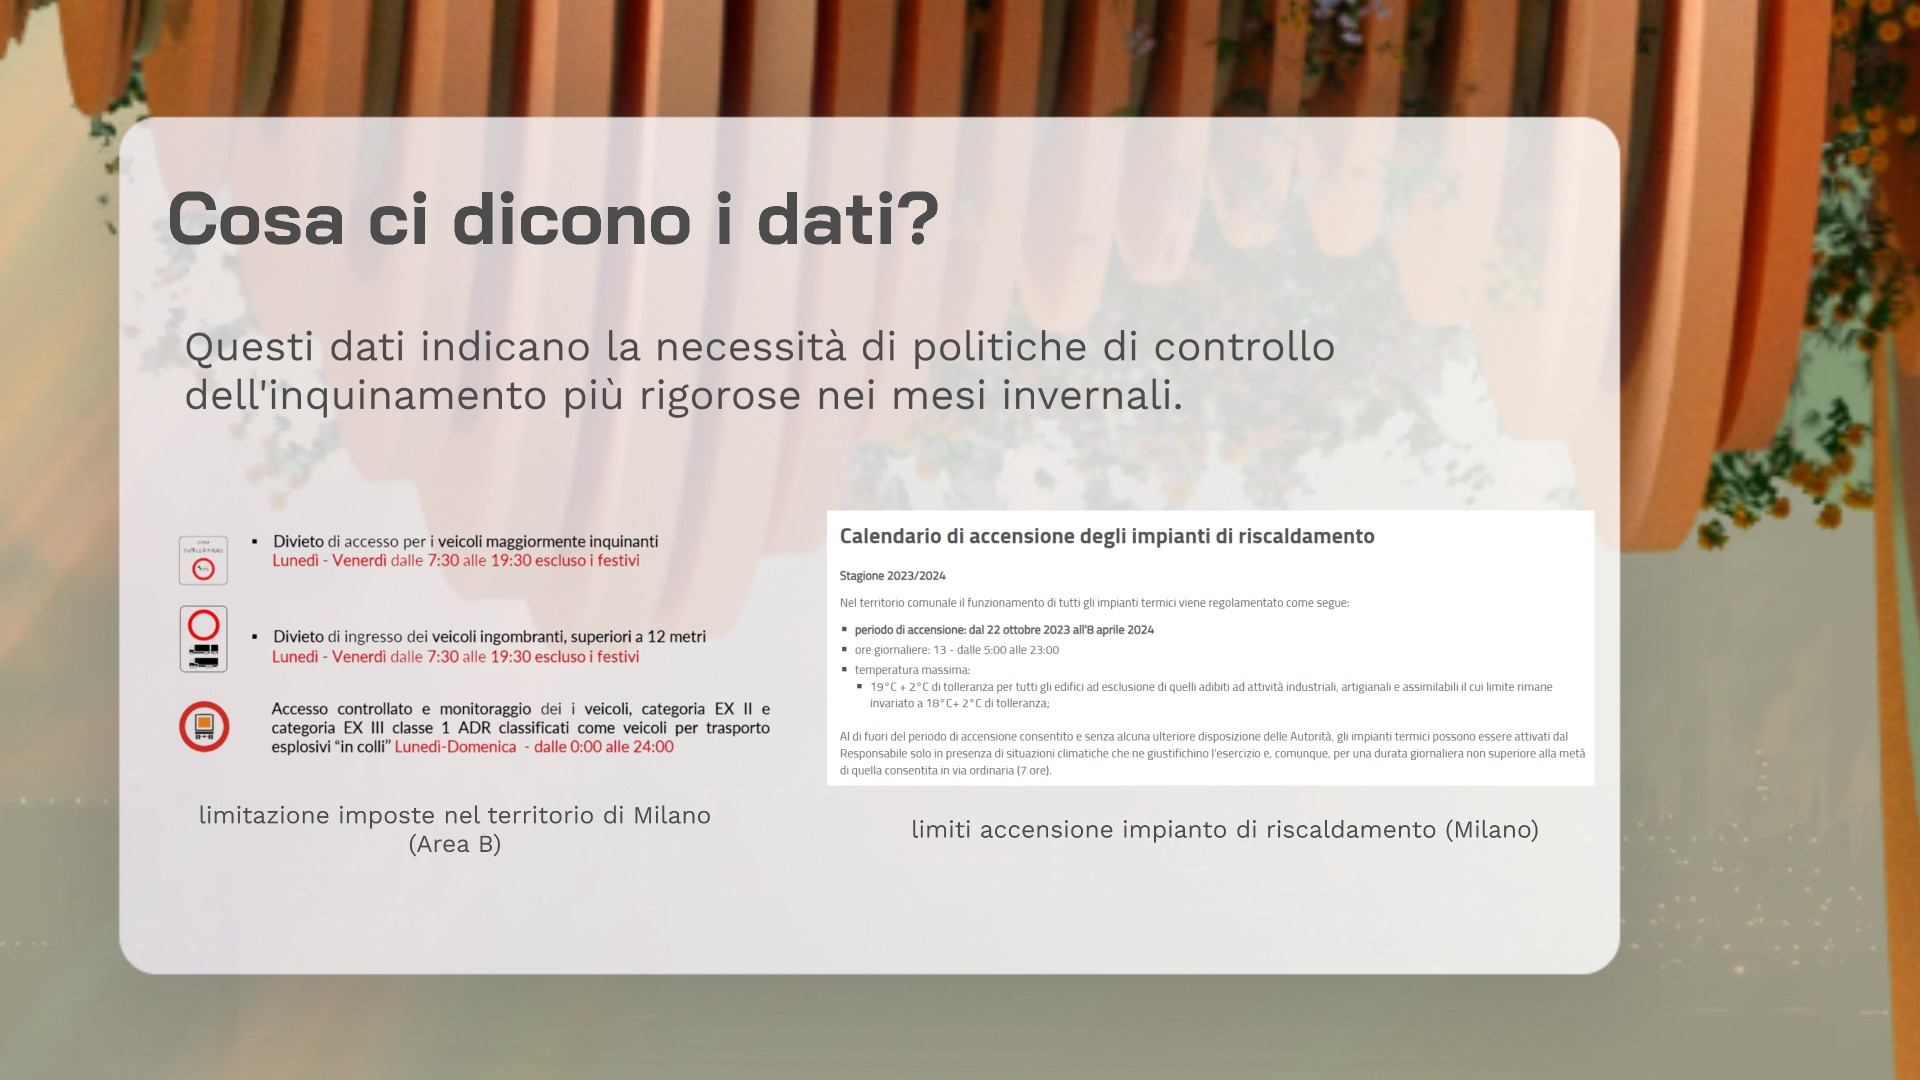 Cosa ci dicono i dati?
Questi dati indicano la necessità di politiche di controllo
dell'inquinamento più rigorose nei mesi invernali.
▪ Divieto di accesso per i veicoli maggiormente inquinanti
Lunedì - Venerdì dalle 7:30 alle 19:30 escluso i festivi
▪ Divieto di ingresso dei veicoli ingombranti, superiori a 12 metri
Lunedì - Venerdì dalle 7:30 alle 19:30 escluso i festivi
Accesso controllato e monitoraggio dei i veicoli, categoria EX II e
categoria EX III classe 1 ADR classificati come veicoli per trasporto
esplosivi “in colli” Lunedì-Domenica - dalle 0:00 alle 24:00
limitazione imposte nel territorio di Milano
(Area B)
Calendario di accensione degli impianti di riscaldamento
Stagione 2023/2024
Nel territorio comunale il funzionamento di tutti gli impianti termici viene regolamentato come segue:
▪ periodo di accensione: dal 22 ottobre 2023 all'8 aprile 2024
▪ ore giornaliere: 13 - dalle 5:00 alle 23:00
▪ temperatura massima:
▪ 19°C + 2°C di tolleranza per tutti gli edifici ad esclusione di quelli adibiti ad attività industriali, artigianali e assimilabili il cui limite rimane
invariato a 18°C+ 2°C di tolleranza;
Al di fuori del periodo di accensione consentito e senza alcuna ulteriore disposizione delle Autorità, gli impianti termici possono essere attivati dal
Responsabile solo in presenza di situazioni climatiche che ne giustifichino l'esercizio e, comunque, per una durata giornaliera non superiore alla metà
di quella consentita in via ordinaria (7 ore).
limiti accensione impianto di riscaldamento (Milano)